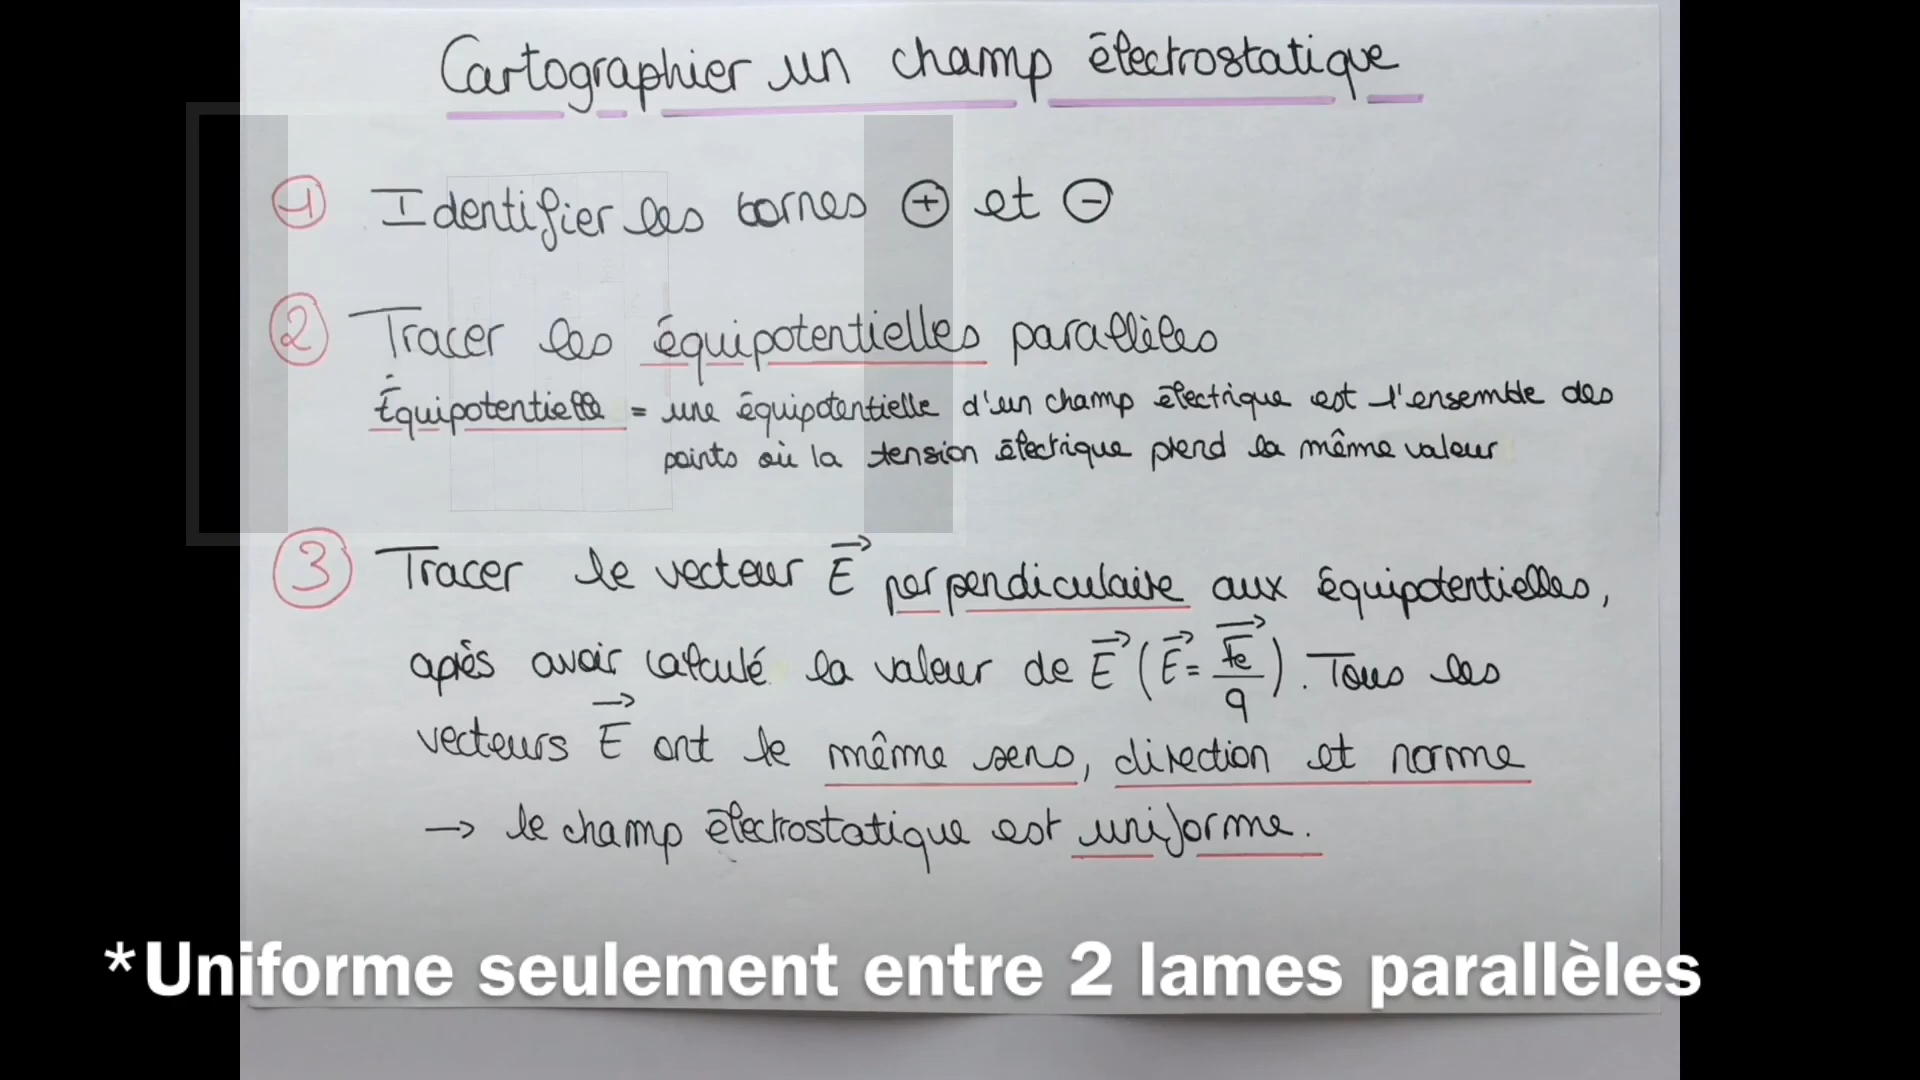 Cartographier un champ électrostatique
1 Identifier les bornes ⊕ et ⊖
2 Tracer les équipotentielles parallèles
Équipotentielle = une équipotentielle d'un champ électrique est l'ensemble des
points où la tension électrique prend la même valeur
3 Tracer le vecteur E→ perpendiculaire aux équipotentielles,
après avoir calculé la valeur de E→ (E→ = Fe→/q). Tous les
vecteurs E→ ont le même sens, direction et norme
→ le champ électrostatique est uniforme.
*Uniforme seulement entre 2 lames parallèles